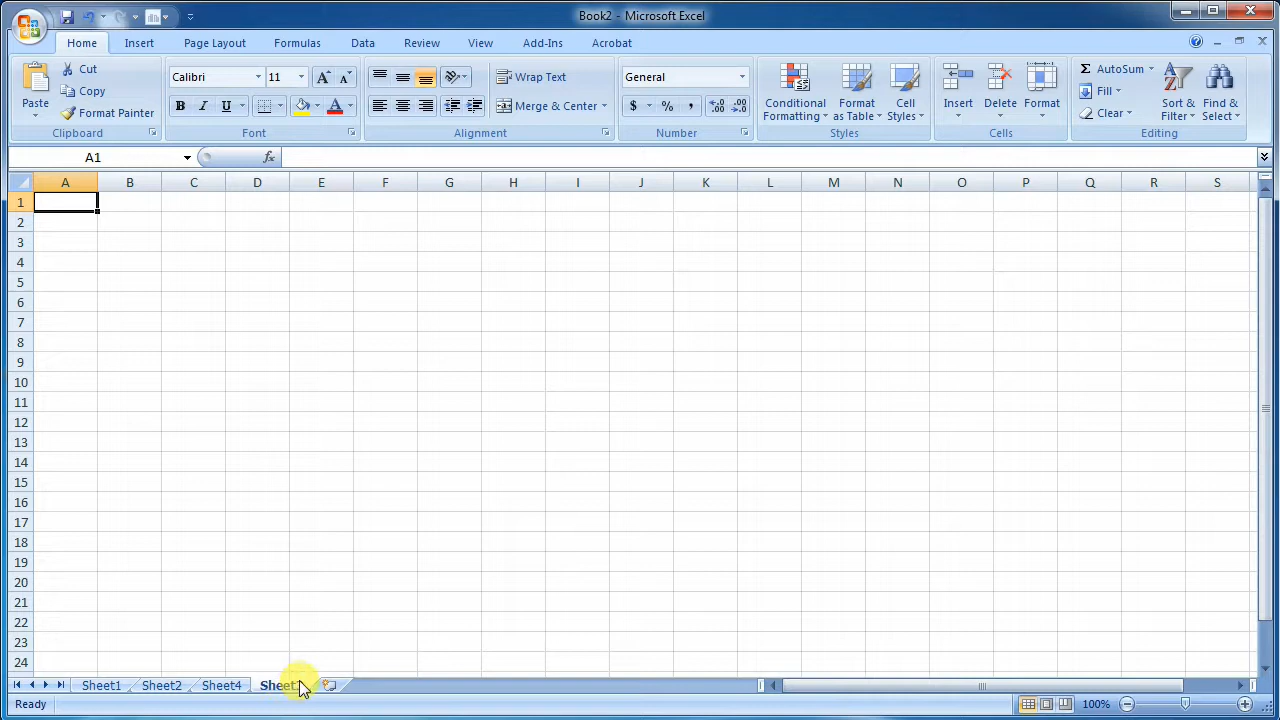 Book2 - Microsoft Excel
Home Insert Page Layout Formulas Data Review View Add-Ins Acrobat
Paste
Cut
Copy
Format Painter
Clipboard
Calibri 11
B I U A
Font
Wrap Text
Merge & Center
Alignment
General
$ % ,
Number
Conditional Formatting
Format as Table
Cell Styles
Styles
Insert
Delete
Format
Cells
AutoSum
Fill
Clear
Sort & Filter
Find & Select
Editing
A1 fx
A B C D E F G H I J K L M N O P Q R S
1
2
3
4
5
6
7
8
9
10
11
12
13
14
15
16
17
18
19
20
21
22
23
24
Sheet1 Sheet2 Sheet4
Ready 100%